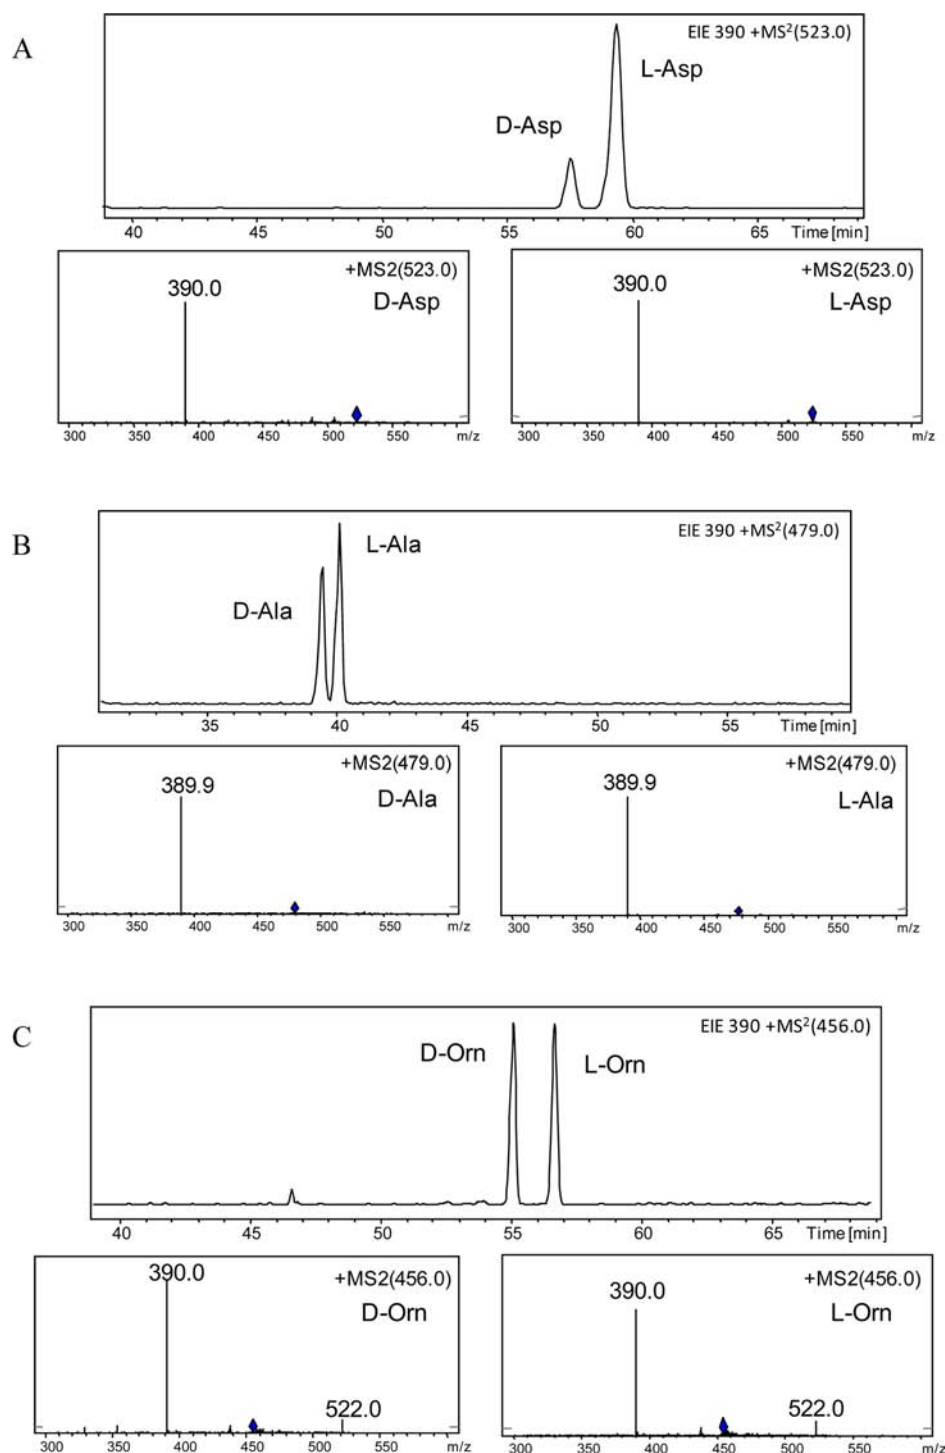 A
EIE 390 +MS²(523.0)
L-Asp
D-Asp
40 45 50 55 60 65 Time [min]
+MS2(523.0)
390.0
D-Asp
300 350 400 450 500 550 m/z
+MS2(523.0)
390.0
L-Asp
300 350 400 450 500 550 m/z
B
EIE 390 +MS²(479.0)
L-Ala
D-Ala
35 40 45 50 55 Time [min]
+MS2(479.0)
389.9
D-Ala
300 350 400 450 500 550 m/z
+MS2(479.0)
389.9
L-Ala
300 350 400 450 500 550 m/z
C
EIE 390 +MS²(456.0)
D-Orn
L-Orn
40 45 50 55 60 65 Time [min]
390.0
+MS2(456.0)
D-Orn
522.0
300 350 400 450 500 550 m/z
+MS2(456.0)
390.0
L-Orn
522.0
300 350 400 450 500 550 m/z